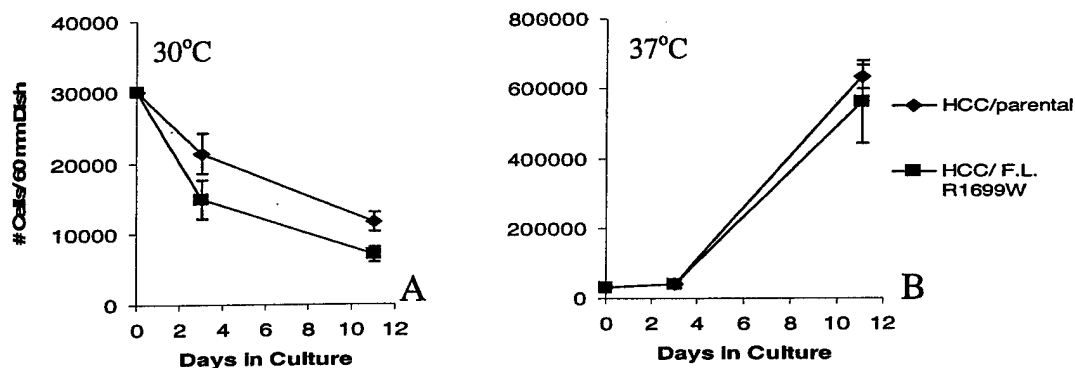 30°C
# Cells/60 mmDish
40000
30000
20000
10000
0
0 2 4 6 8 10 12
Days in Culture
A
37°C
800000
600000
400000
200000
0
0 2 4 6 8 10 12
Days in Culture
B
HCC/parental
HCC/ F.L.
R1699W